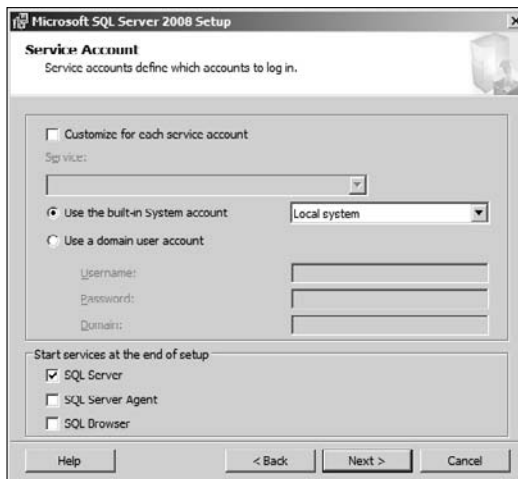 Microsoft SQL Server 2008 Setup
Service Account
Service accounts define which accounts to log in.
Customize for each service account
Service:
Use the built-in System account
Local system
Use a domain user account
Username:
Password:
Domain:
Start services at the end of setup
SQL Server
SQL Server Agent
SQL Browser
Help
< Back
Next >
Cancel